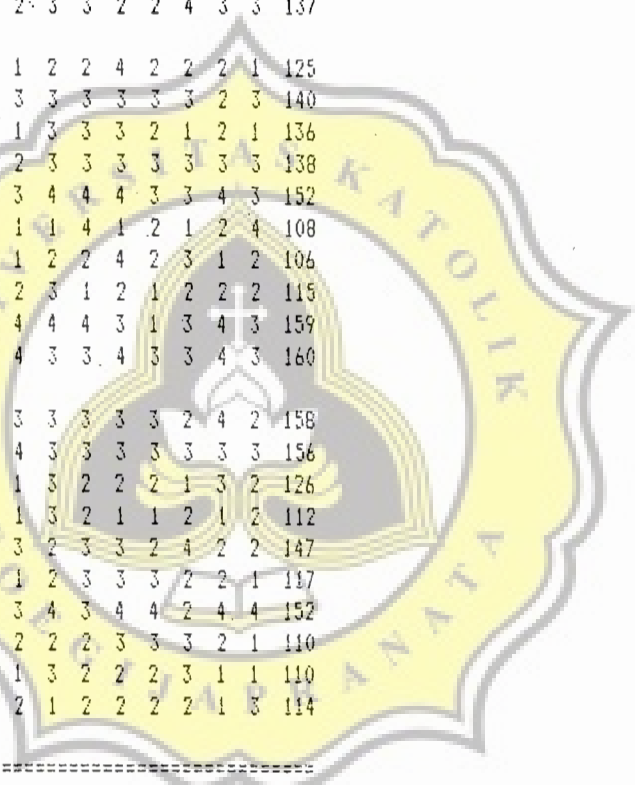 2 3 3 2 2 4 3 3 137
1 2 2 4 2 2 2 1 125
3 3 3 3 3 3 2 3 140
1 3 3 3 2 1 2 1 136
2 3 3 3 3 3 3 3 138
3 4 4 4 3 3 4 3 152
1 1 4 1 2 1 2 4 108
1 2 2 4 2 3 1 2 106
2 3 1 2 1 2 2 2 115
4 4 4 3 1 3 4 3 159
4 3 3 4 3 3 4 3 160
3 3 3 3 3 2 4 2 158
4 3 3 3 3 3 3 3 156
1 3 2 2 2 1 3 2 126
1 3 2 1 1 2 1 2 112
3 2 3 3 2 4 2 2 147
1 2 3 3 3 2 2 1 117
3 4 3 4 4 2 4 4 152
2 2 2 3 3 3 2 1 110
1 3 2 2 2 3 1 1 110
2 1 2 2 2 2 1 3 114
UNIVERSITAS KATOLIK
SOEGIJAPRANATA